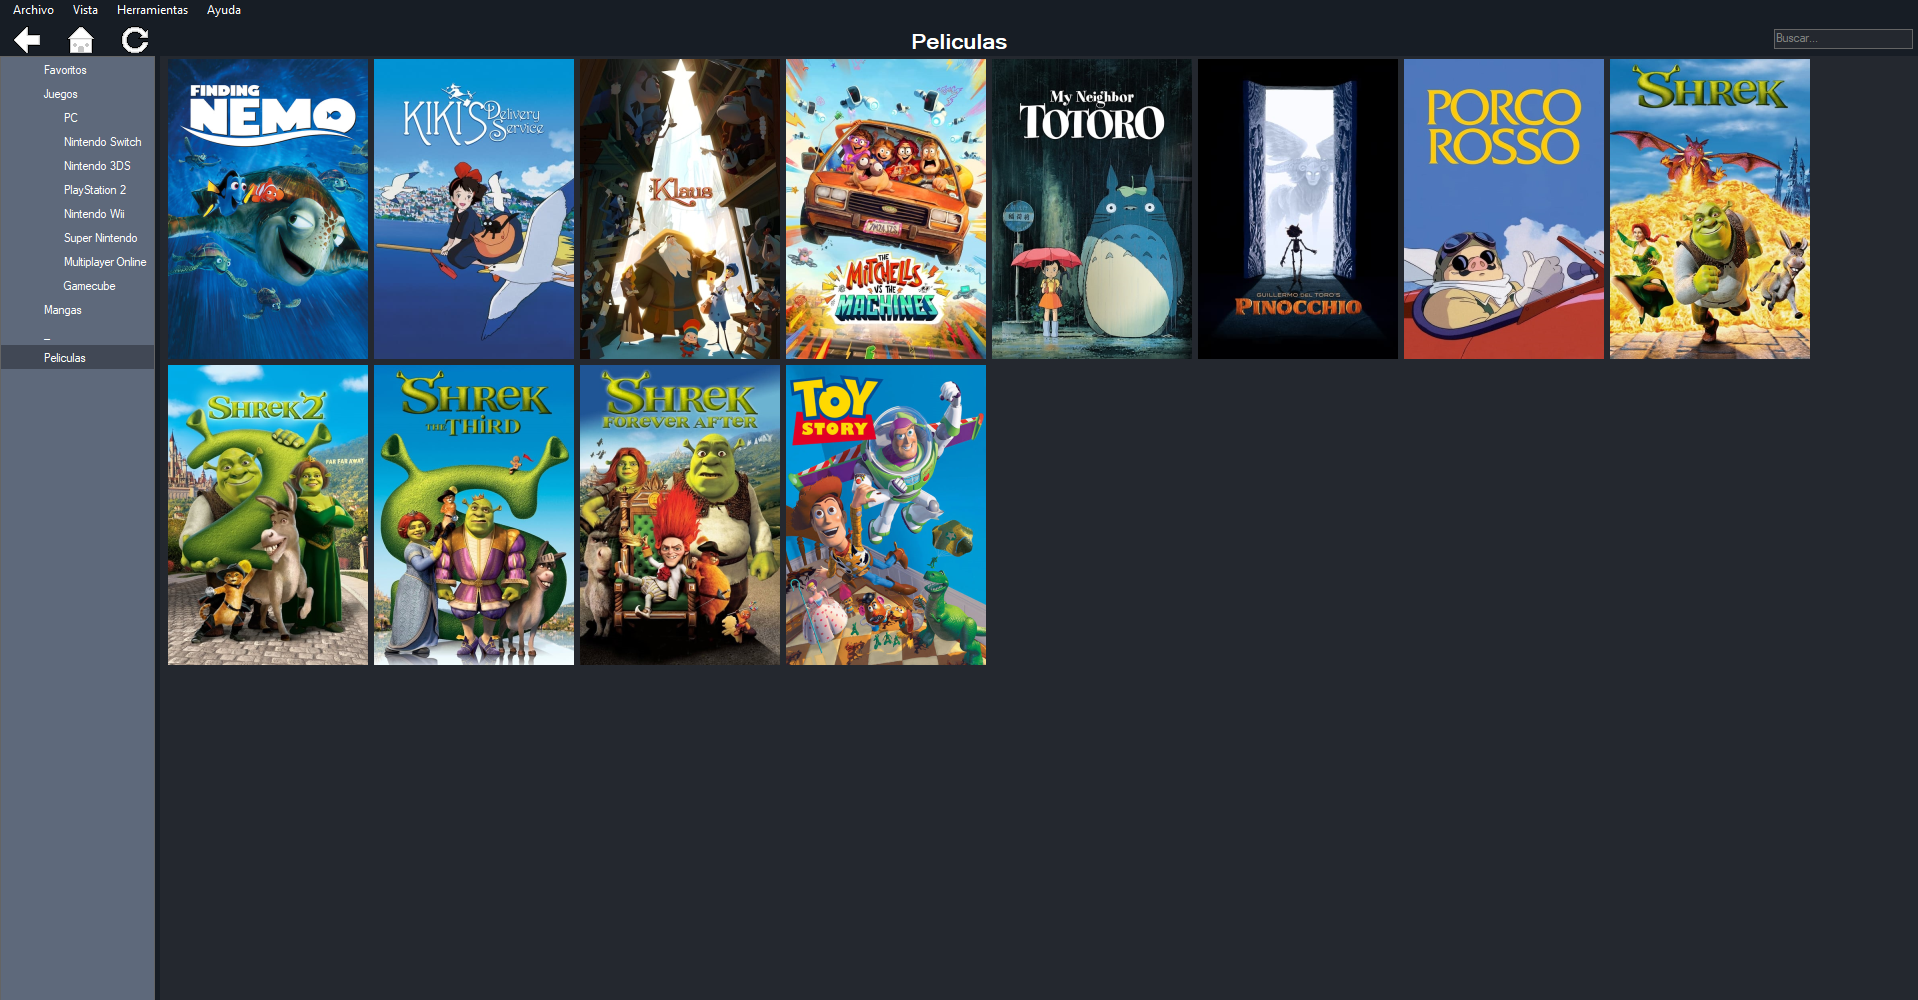 Archivo Vista Herramientas Ayuda
Peliculas
Buscar...
Favoritos
Juegos
PC
Nintendo Switch
Nintendo 3DS
PlayStation 2
Nintendo Wii
Super Nintendo
Multiplayer Online
Gamecube
Mangas
_
Peliculas
FINDING
NEMO
KIKI'S Delivery
Service
Klaus
THE
MITCHELLS
VS THE
MACHINES
My Neighbor
TOTORO
GUILLERMO DEL TORO'S
PINOCCHIO
PORCO
ROSSO
SHREK
SHREK 2
FAR FAR AWAY
SHREK
THE THIRD
SHREK
FOREVER AFTER
TOY
STORY